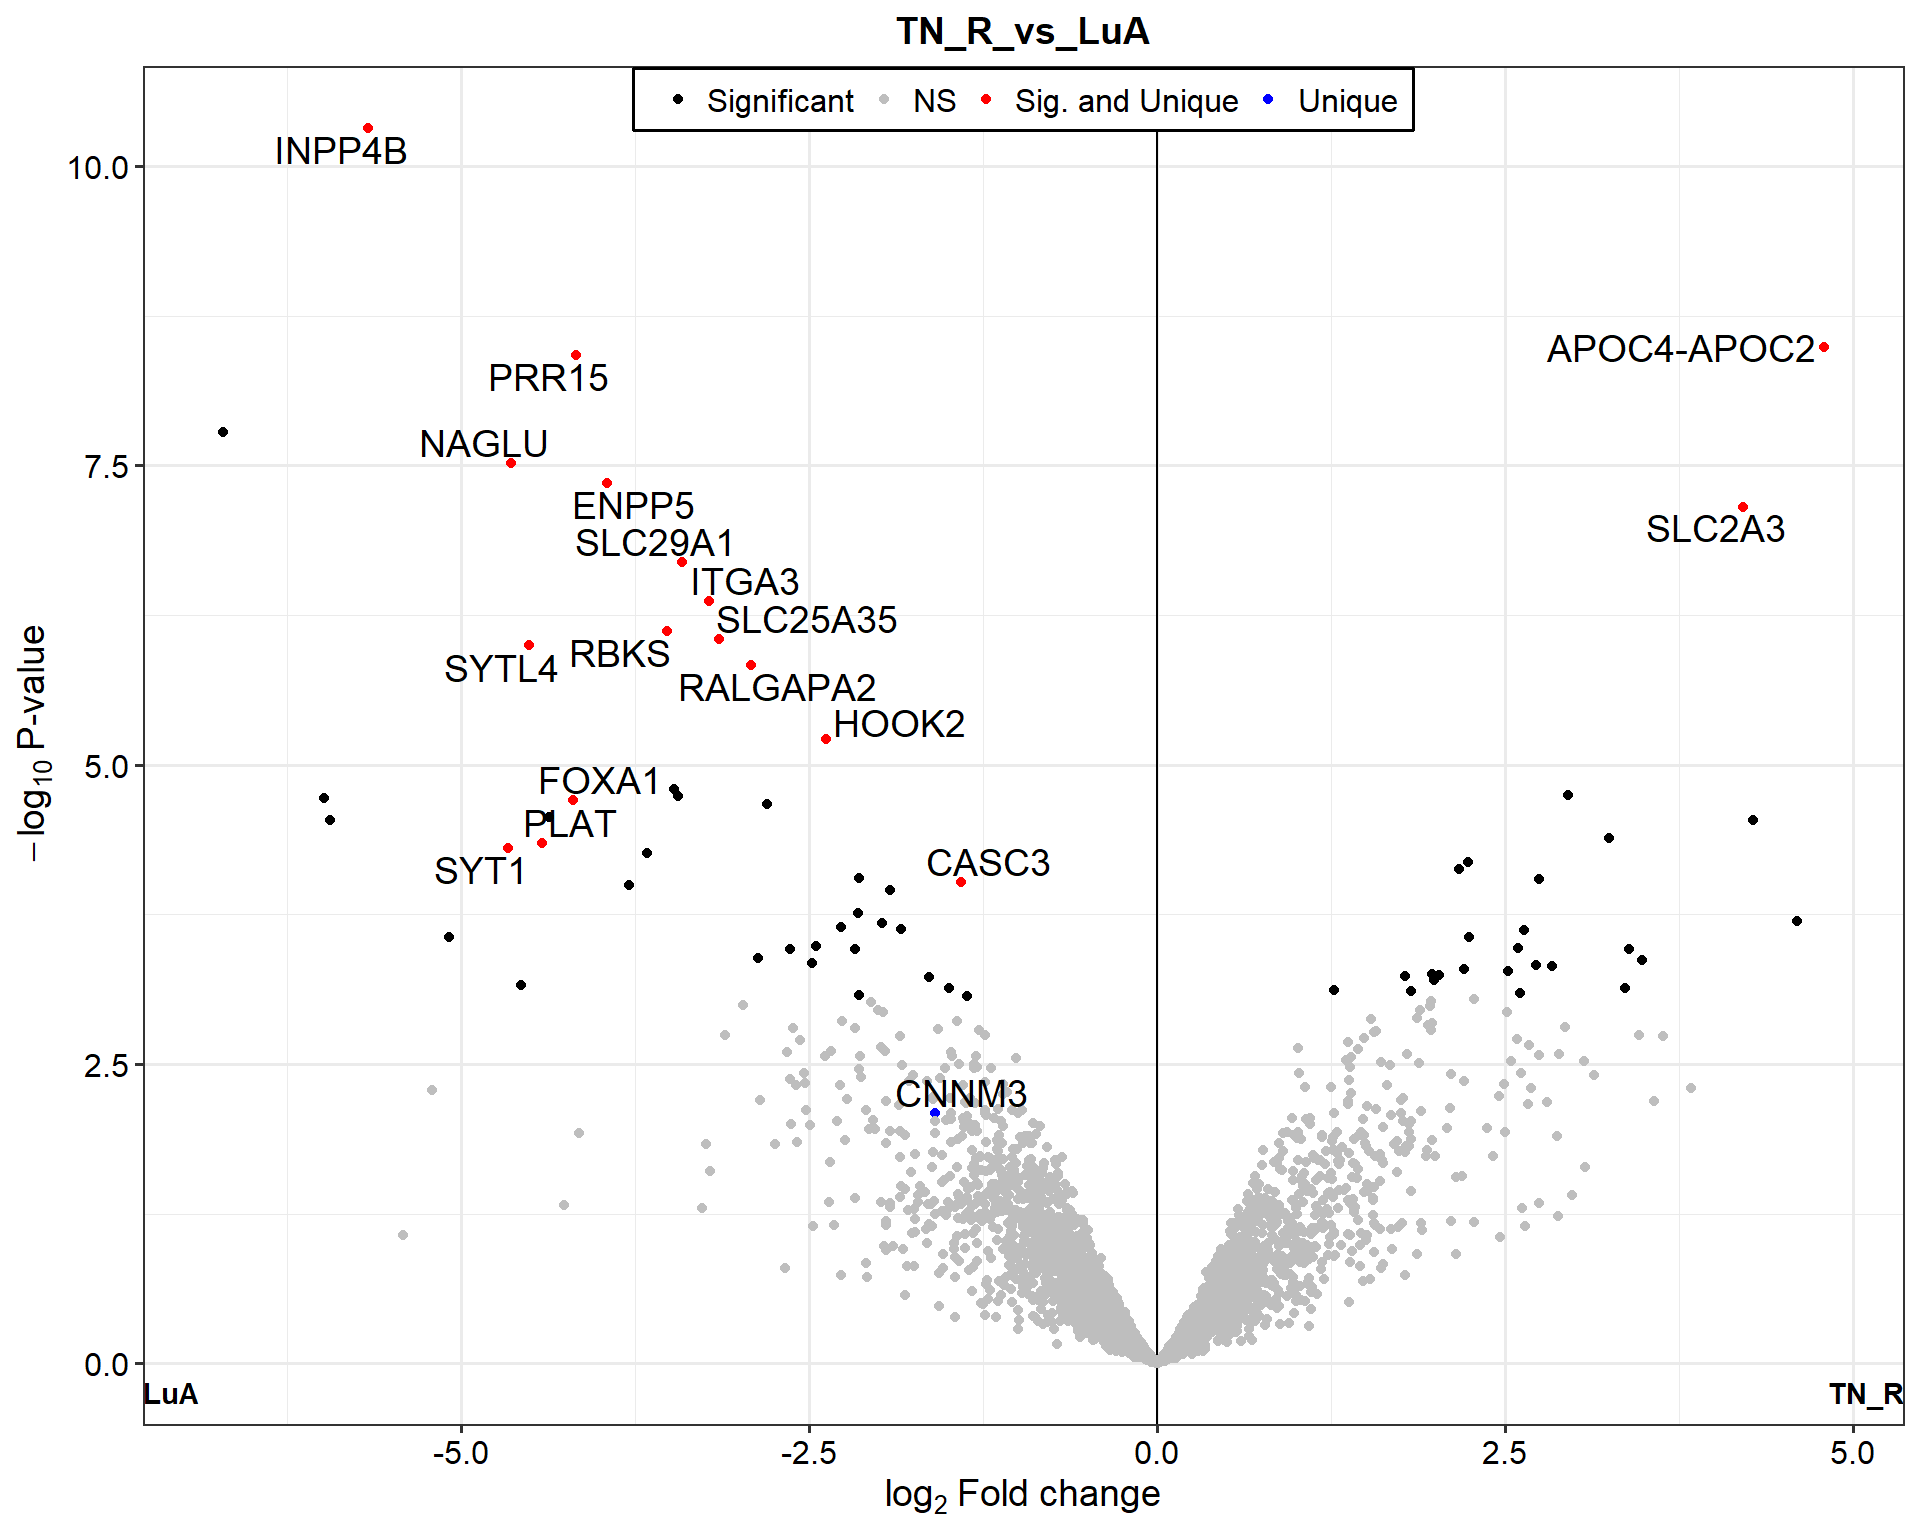 TN_R_vs_LuA
Significant NS Sig. and Unique Unique
INPP4B
PRR15
APOC4-APOC2
NAGLU
ENPP5
SLC2A3
SLC29A1
ITGA3
SLC25A35
RBKS
SYTL4
RALGAPA2
HOOK2
FOXA1
PLAT
CASC3
SYT1
CNNM3
10.0
7.5
5.0
2.5
0.0
−log10 P-value
LuA
TN_R
-5.0 -2.5 0.0 2.5 5.0
log2 Fold change